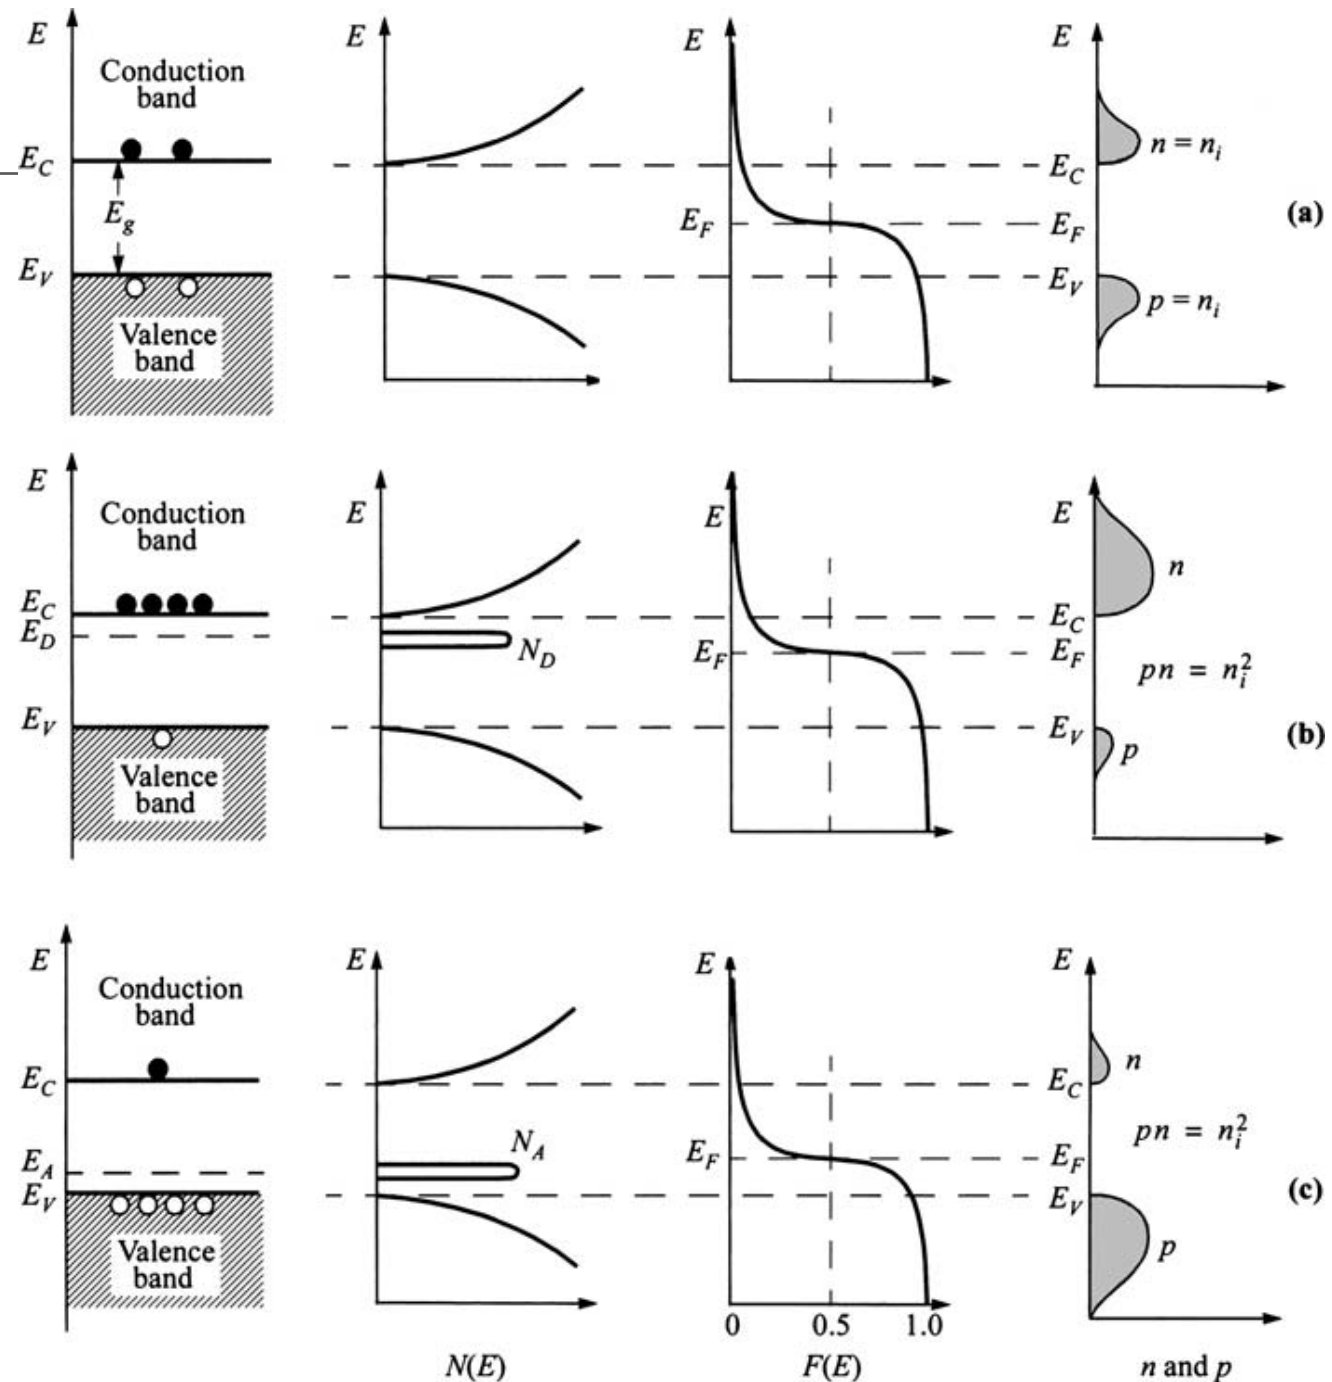 E
Conduction
band
E_C
E_g
E_V
Valence
band
E
E
E_F
E
n = n_i
E_C
E_F
E_V
p = n_i
(a)
E
Conduction
band
E_C
E_D
E_V
Valence
band
E
N_D
E
E_F
E
n
E_C
E_F
pn = n_i^2
E_V
p
(b)
E
Conduction
band
E_C
E_A
E_V
Valence
band
E
N_A
E
E_F
0 0.5 1.0
E
n
E_C
pn = n_i^2
E_F
E_V
p
(c)
N(E)
F(E)
n and p